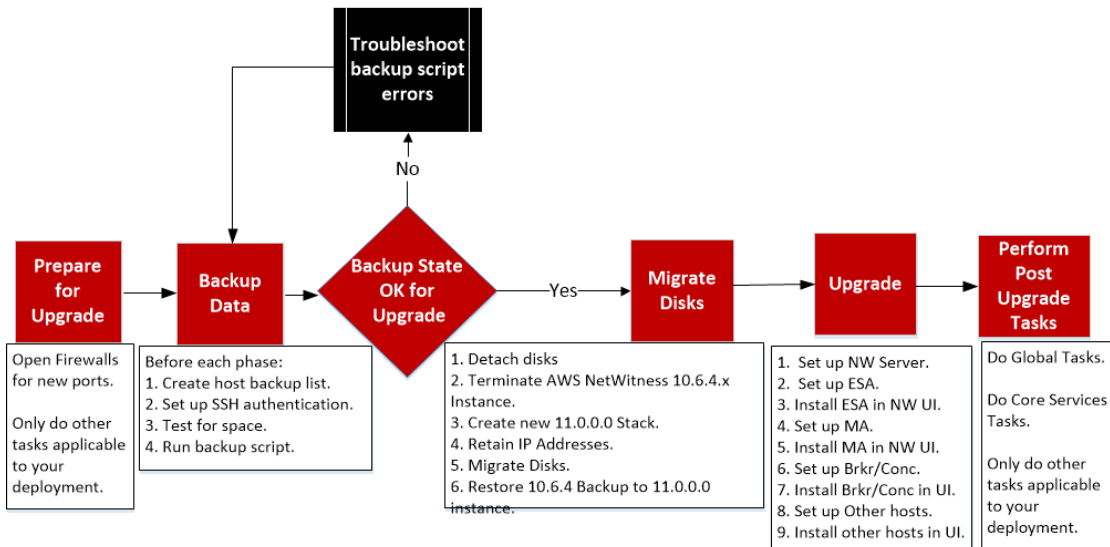 Troubleshoot
backup script
errors
No
Prepare
for
Upgrade
Backup
Data
Backup State
OK for
Upgrade
Yes
Migrate
Disks
Upgrade
Perform
Post
Upgrade
Tasks
Open Firewalls
for new ports.
Only do other
tasks applicable
to your
deployment.
Before each phase:
1. Create host backup list.
2. Set up SSH authentication.
3. Test for space.
4. Run backup script.
1. Detach disks
2. Terminate AWS NetWitness 10.6.4.x
Instance.
3. Create new 11.0.0.0 Stack.
4. Retain IP Addresses.
5. Migrate Disks.
6. Restore 10.6.4 Backup to 11.0.0.0
instance.
1. Set up NW Server.
2. Set up ESA.
3. Install ESA in NW UI.
4. Set up MA.
5. Install MA in NW UI.
6. Set up Brkr/Conc.
7. Install Brkr/Conc in UI.
8. Set up Other hosts.
9. Install other hosts in UI.
Do Global Tasks.
Do Core Services
Tasks.
Only do other
tasks applicable
to your
deployment.